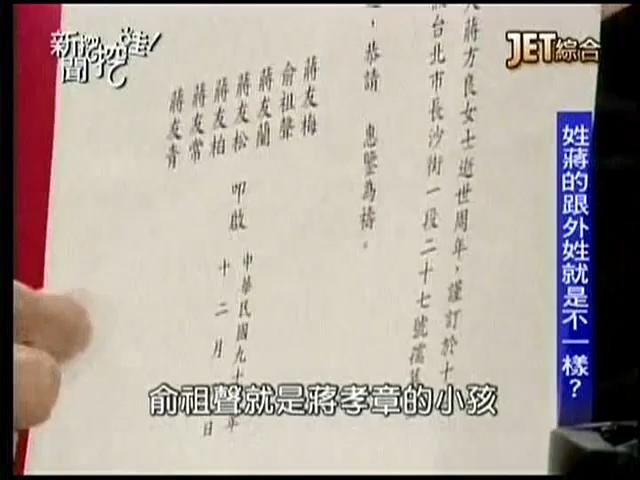 新聞挖挖哇!
JET綜合
姓蔣的跟外姓就是不一樣?
蔣方良女士逝世周年,謹訂於十
台北市長沙街一段二十七號
恭請 惠鑒為禱。
蔣友梅
俞祖聲
蔣友蘭
蔣友松 叩啟
蔣友柏
蔣友常
蔣友青
中華民國九十
年
十二月
日
俞祖聲就是蔣孝章的小孩